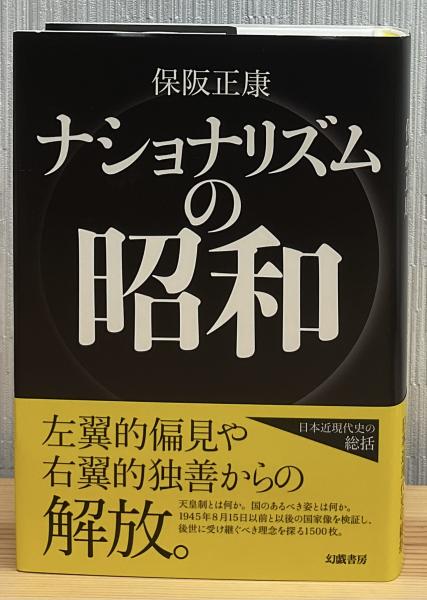 保阪正康
ナショナリズム
の
昭和
日本近現代史の
総括
左翼的偏見や
右翼的独善からの
解放。
天皇制とは何か。国のあるべき姿とは何か。
1945年8月15日以前と以後の国家像を検証し、
後世に受け継ぐべき理念を探る1500枚。
幻戯書房